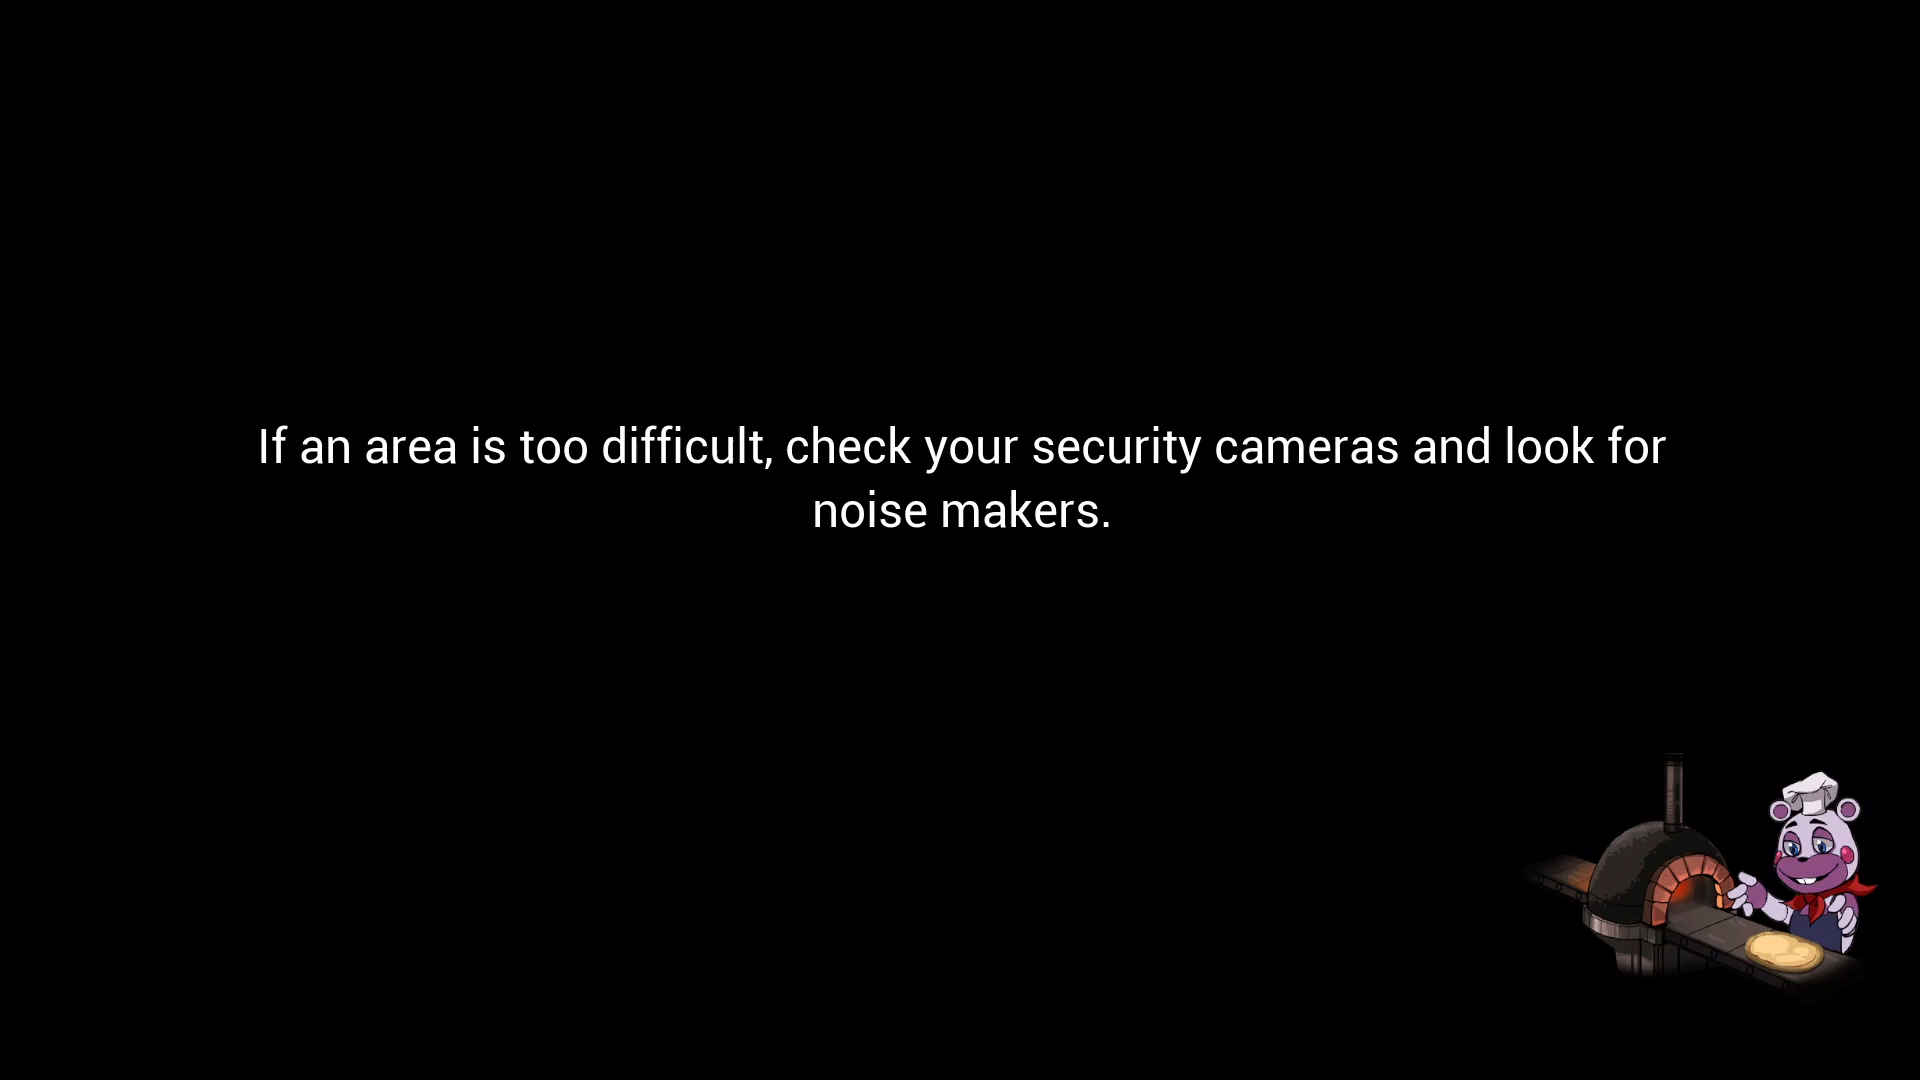 If an area is too difficult, check your security cameras and look for
noise makers.